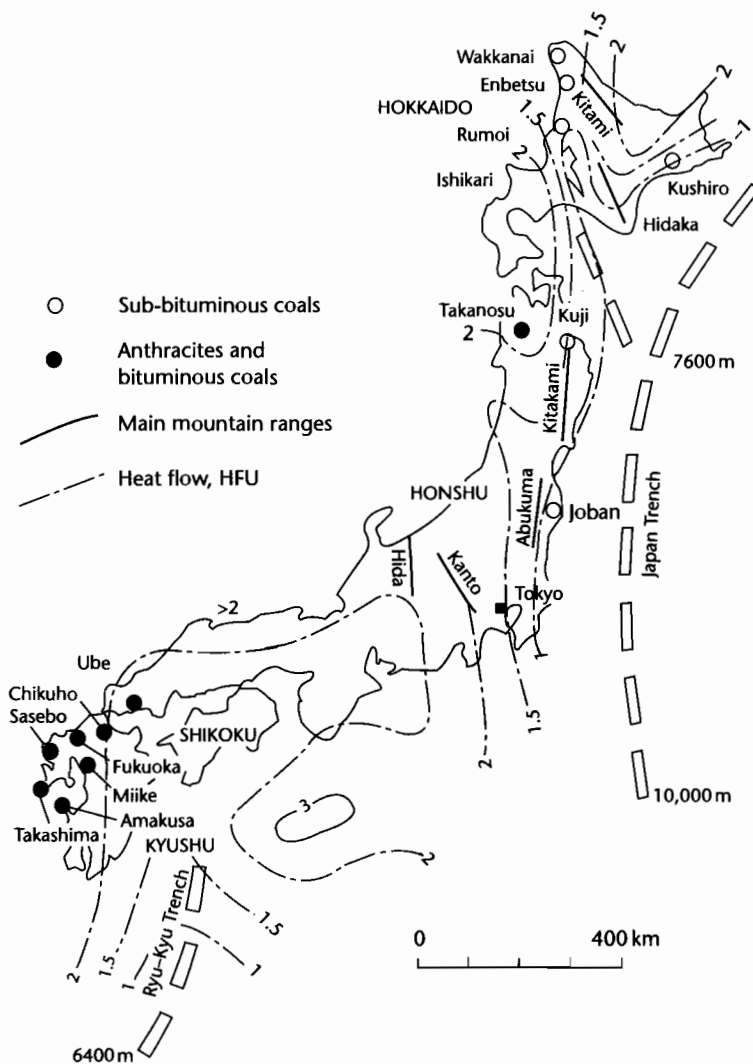 1.5
2
2
1
Wakkanai
Enbetsu
HOKKAIDO
Kitami
Rumoi
1.5
2
Ishikari
Kushiro
Hidaka
Sub-bituminous coals
Anthracites and
bituminous coals
Main mountain ranges
Heat flow, HFU
Takanosu
2
Kuji
7600 m
Kitakami
HONSHU
Abukuma
Joban
Japan Trench
Hida
Kanto
Tokyo
>2
1
1.5
2
10,000 m
Ube
Chikuho
Sasebo
SHIKOKU
Fukuoka
Miike
Takashima
Amakusa
KYUSHU
3
2
1.5
1
2
1.5
1
Ryu-Kyu Trench
6400 m
0 400 km